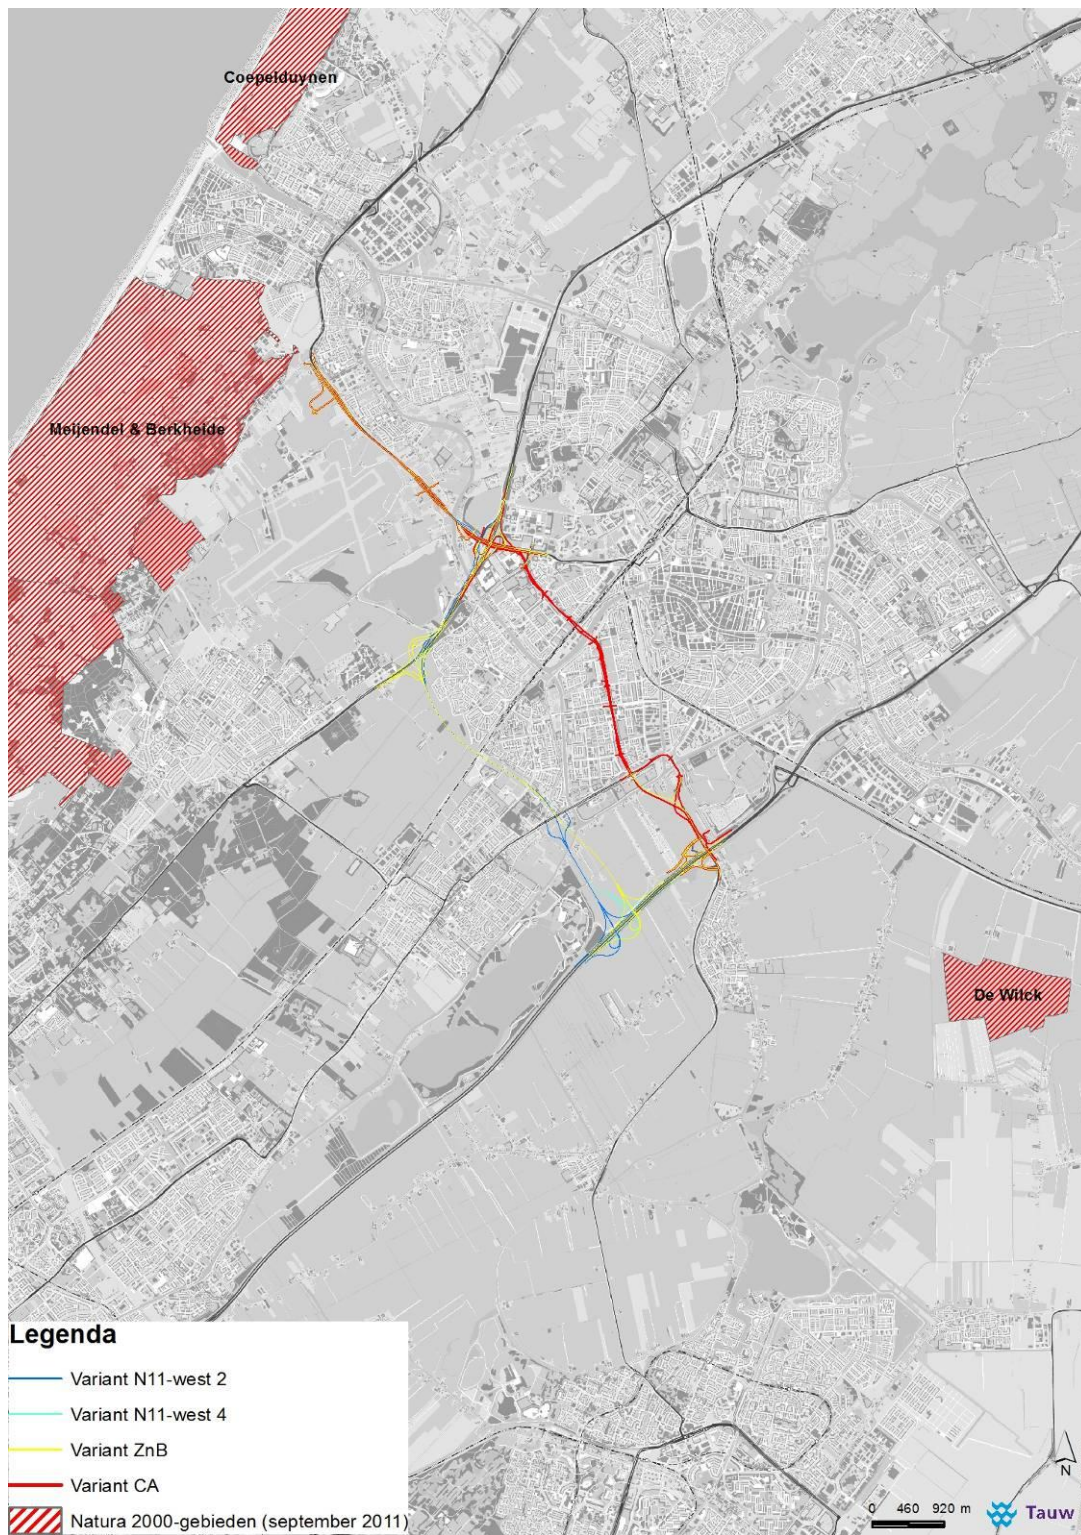 Coepelduynen
Meijendel & Berkheide
De Wilck
Legenda
Variant N11-west 2
Variant N11-west 4
Variant ZnB
Variant CA
Natura 2000-gebieden (september 2011)
N
0 460 920 m
Tauw